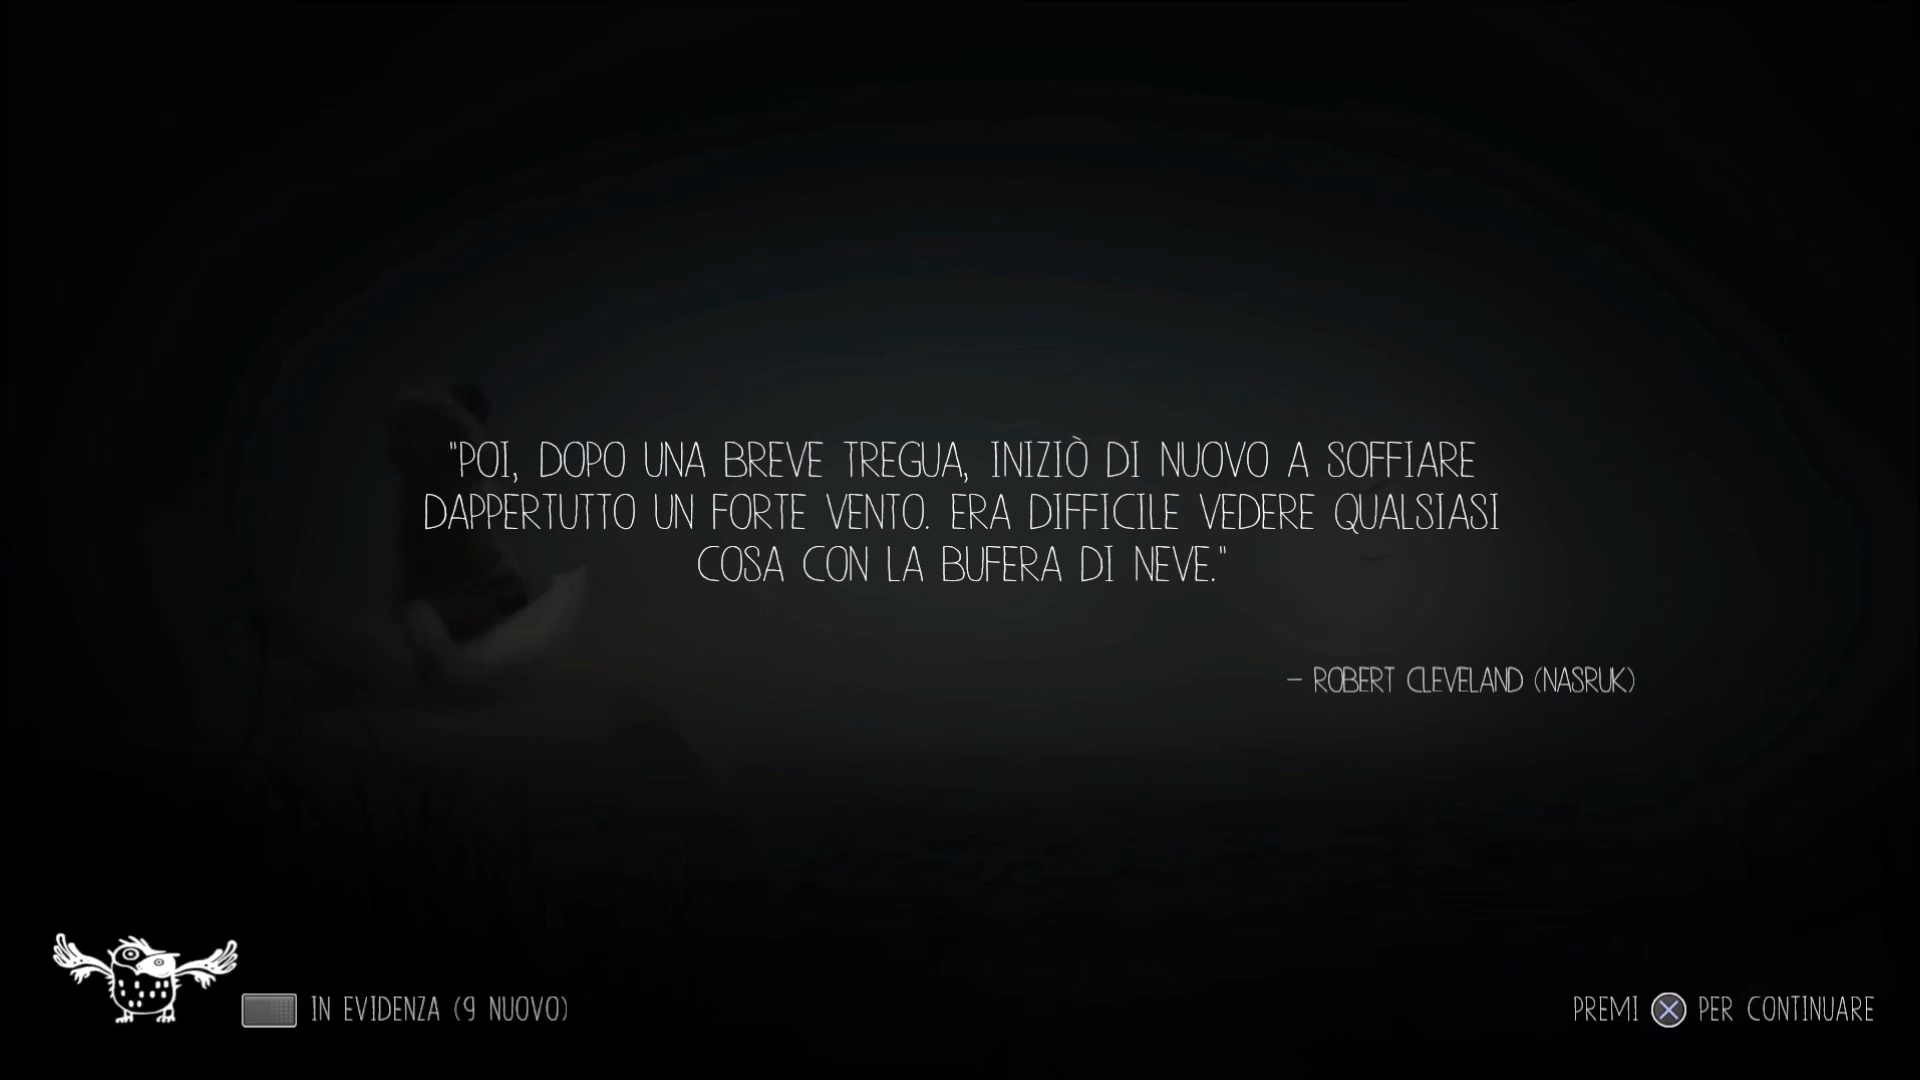 "POI, DOPO UNA BREVE TREGUA, INIZIÒ DI NUOVO A SOFFIARE
DAPPERTUTTO UN FORTE VENTO. ERA DIFFICILE VEDERE QUALSIASI
COSA CON LA BUFERA DI NEVE."
– ROBERT CLEVELAND (NASRUK)
IN EVIDENZA (9 NUOVO)
PREMI ⓧ PER CONTINUARE